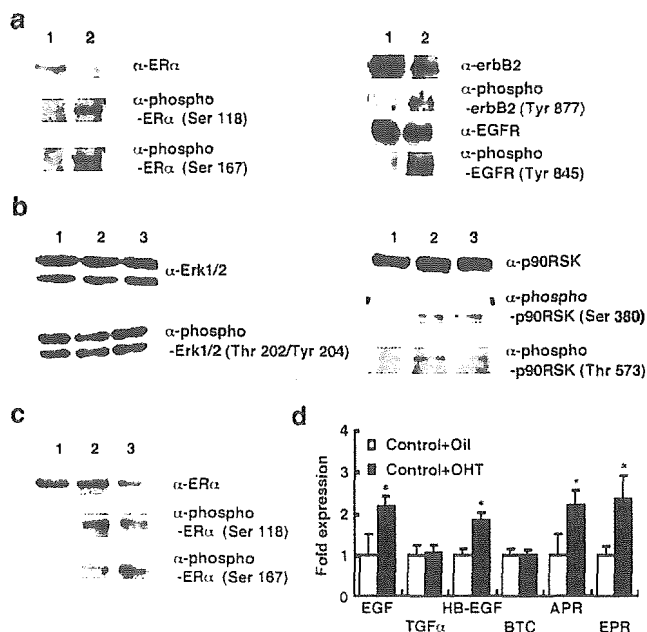 a
1 2
α-ERα
α-phospho
-ERα (Ser 118)
α-phospho
-ERα (Ser 167)
1 2
α-erbB2
α-phospho
-erbB2 (Tyr 877)
α-EGFR
α-phospho
-EGFR (Tyr 845)
b
1 2 3
α-Erk1/2
α-phospho
-Erk1/2 (Thr 202/Tyr 204)
1 2 3
α-p90RSK
α-phospho
-p90RSK (Ser 380)
α-phospho
-p90RSK (Thr 573)
c
1 2 3
α-ERα
α-phospho
-ERα (Ser 118)
α-phospho
-ERα (Ser 167)
d
Fold expression
4
3
2
1
0
Control+Oil
Control+OHT
* * * *
EGF HB-EGF APR
TGFα BTC EPR